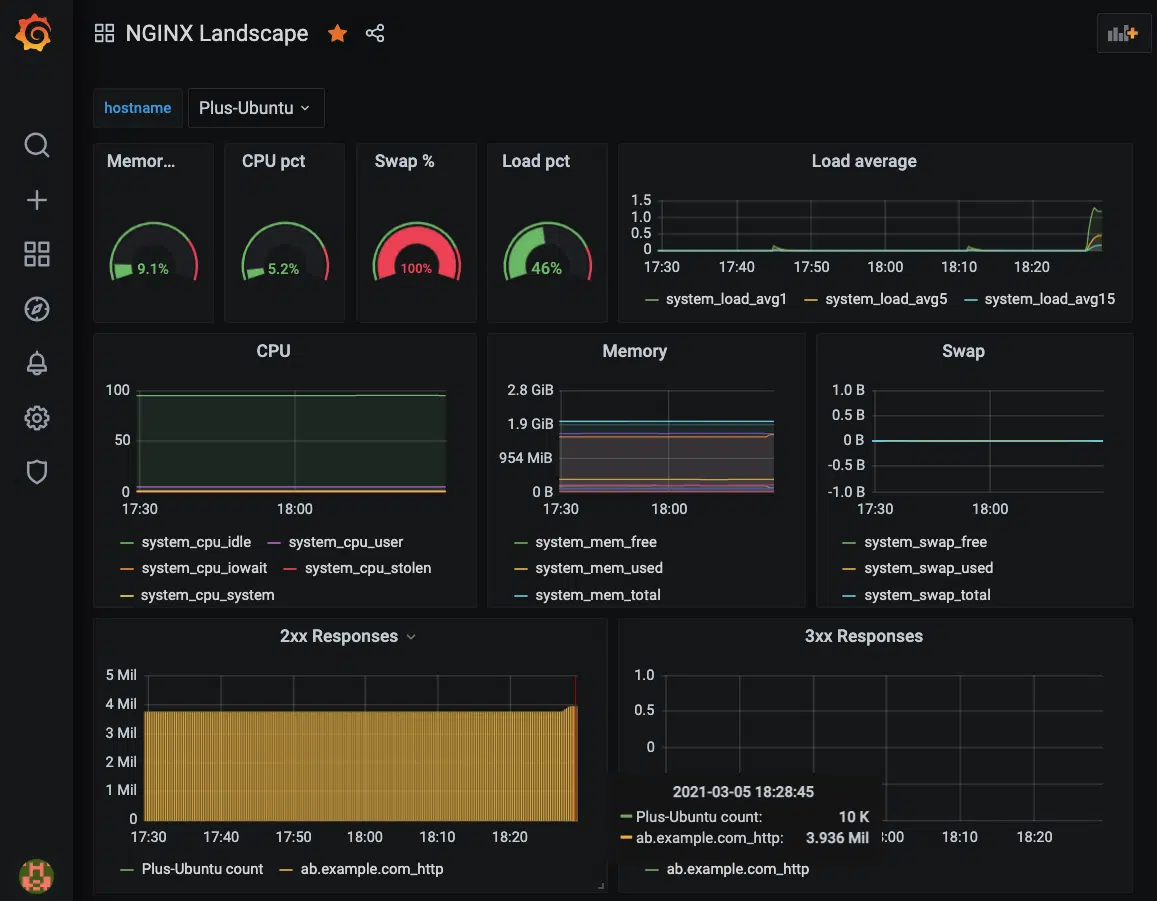 NGINX Landscape
hostname
Plus-Ubuntu
Memor...
9.1%
CPU pct
5.2%
Swap %
100%
Load pct
46%
Load average
1.5
1.0
0.5
0
17:30 17:40 17:50 18:00 18:10 18:20
system_load_avg1 system_load_avg5 system_load_avg15
CPU
100
50
0
17:30 18:00
system_cpu_idle system_cpu_user
system_cpu_iowait system_cpu_stolen
system_cpu_system
Memory
2.8 GiB
1.9 GiB
954 MiB
0 B
17:30 18:00
system_mem_free
system_mem_used
system_mem_total
Swap
1.0 B
0.5 B
0 B
-0.5 B
-1.0 B
17:30 18:00
system_swap_free
system_swap_used
system_swap_total
2xx Responses
5 Mil
4 Mil
3 Mil
2 Mil
1 Mil
0
17:30 17:40 17:50 18:00 18:10 18:20
Plus-Ubuntu count ab.example.com_http
3xx Responses
1.0
0.5
0
2021-03-05 18:28:45
Plus-Ubuntu count: 10 K
ab.example.com_http: 3.936 Mil
:00 18:10 18:20
ab.example.com_http